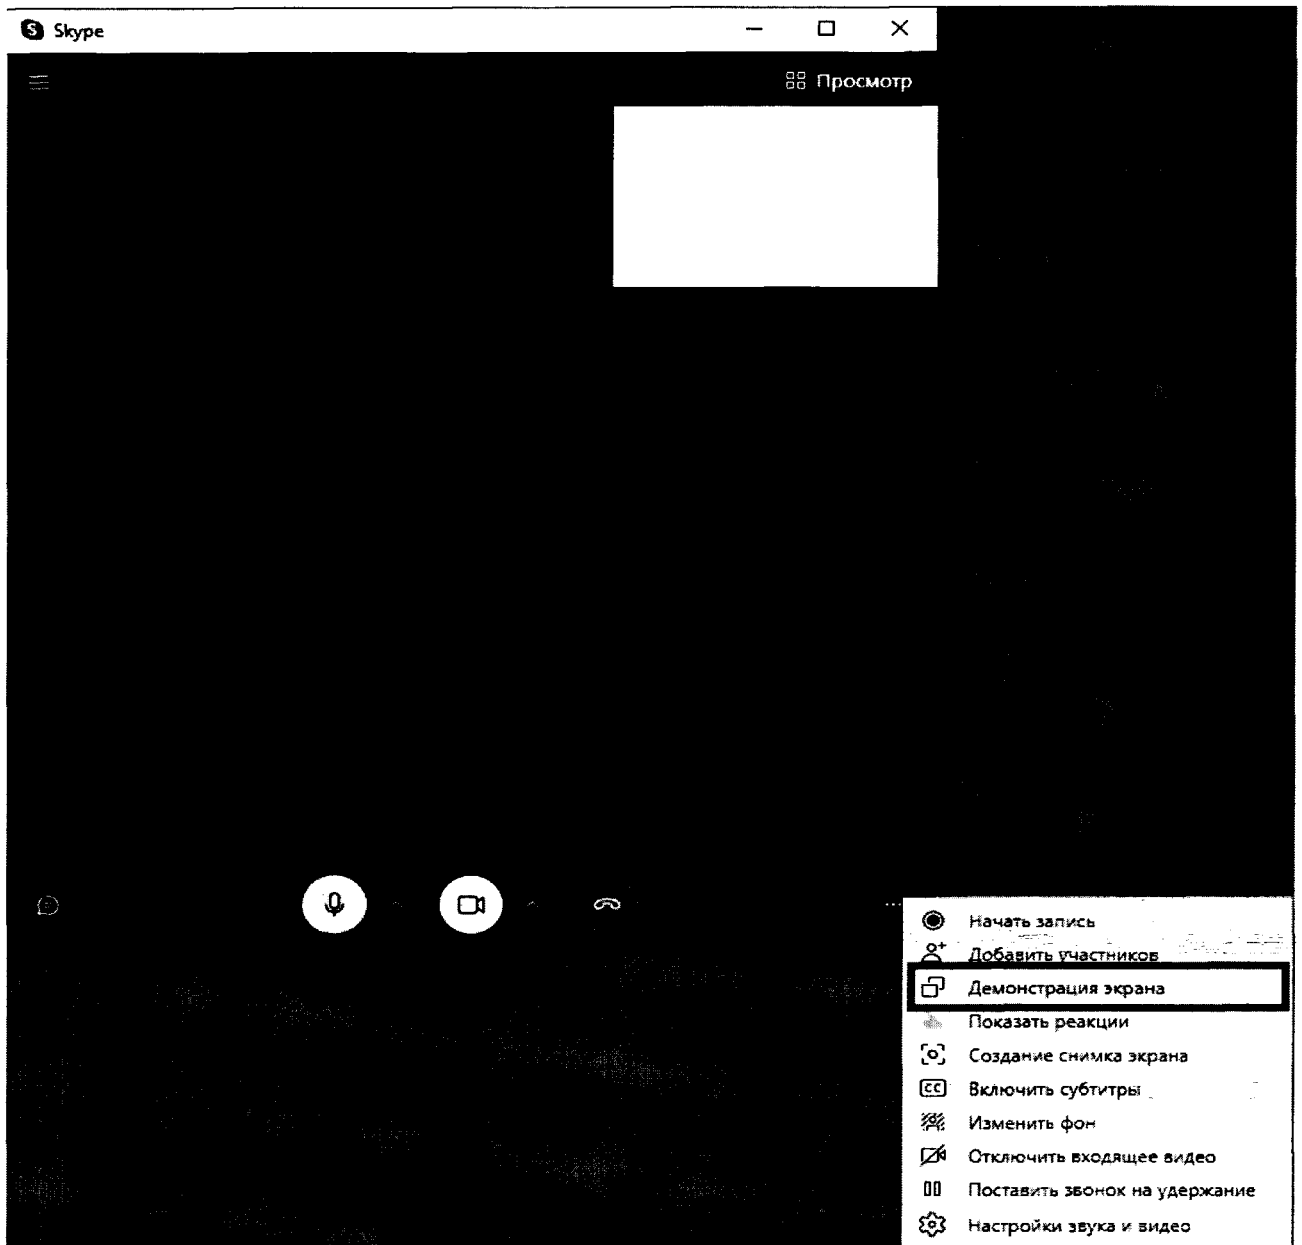 Skype
Просмотр
Начать запись
Добавить участников
Демонстрация экрана
Показать реакции
Создание снимка экрана
CC Включить субтитры
Изменить фон
Отключить входящее видео
Поставить звонок на удержание
Настройки звука и видео